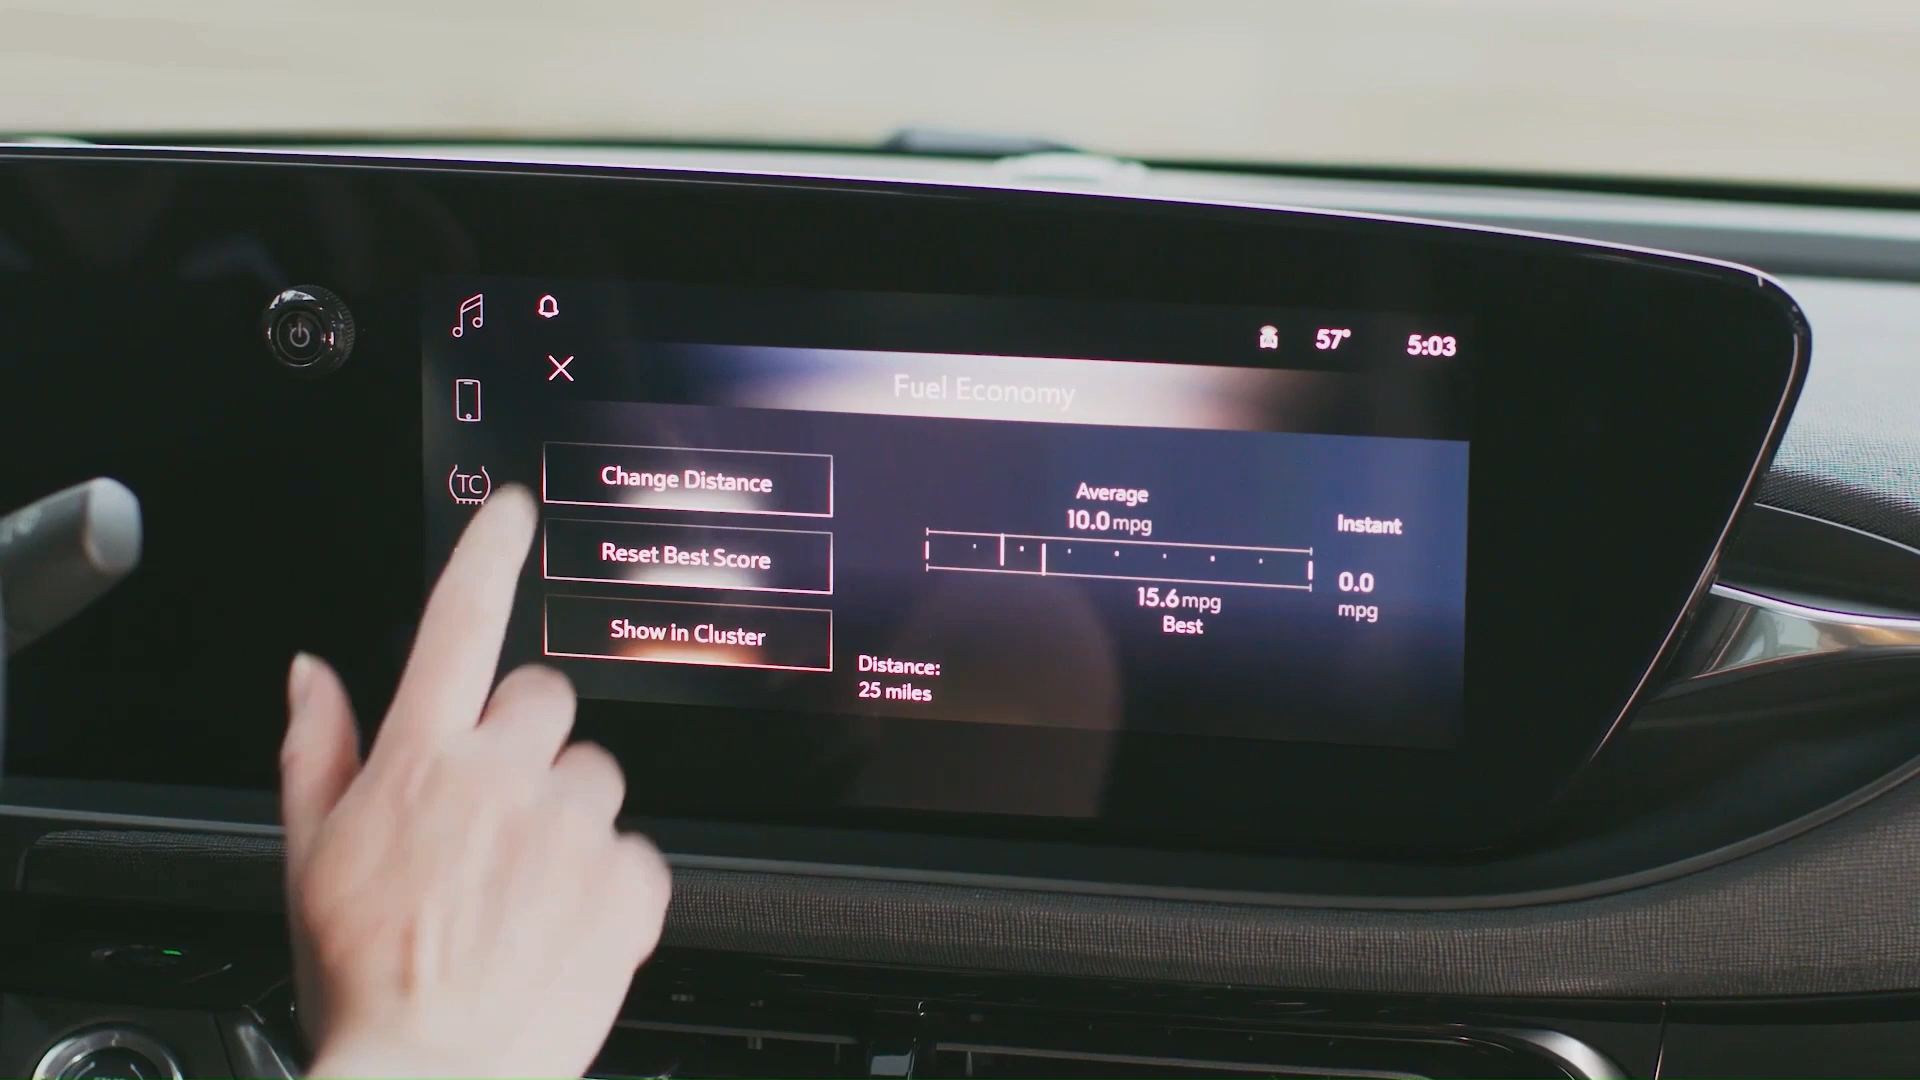 57° 5:03
Fuel Economy
TC
Change Distance
Reset Best Score
Show in Cluster
Average
10.0 mpg
15.6 mpg
Best
Instant
0.0
mpg
Distance:
25 miles